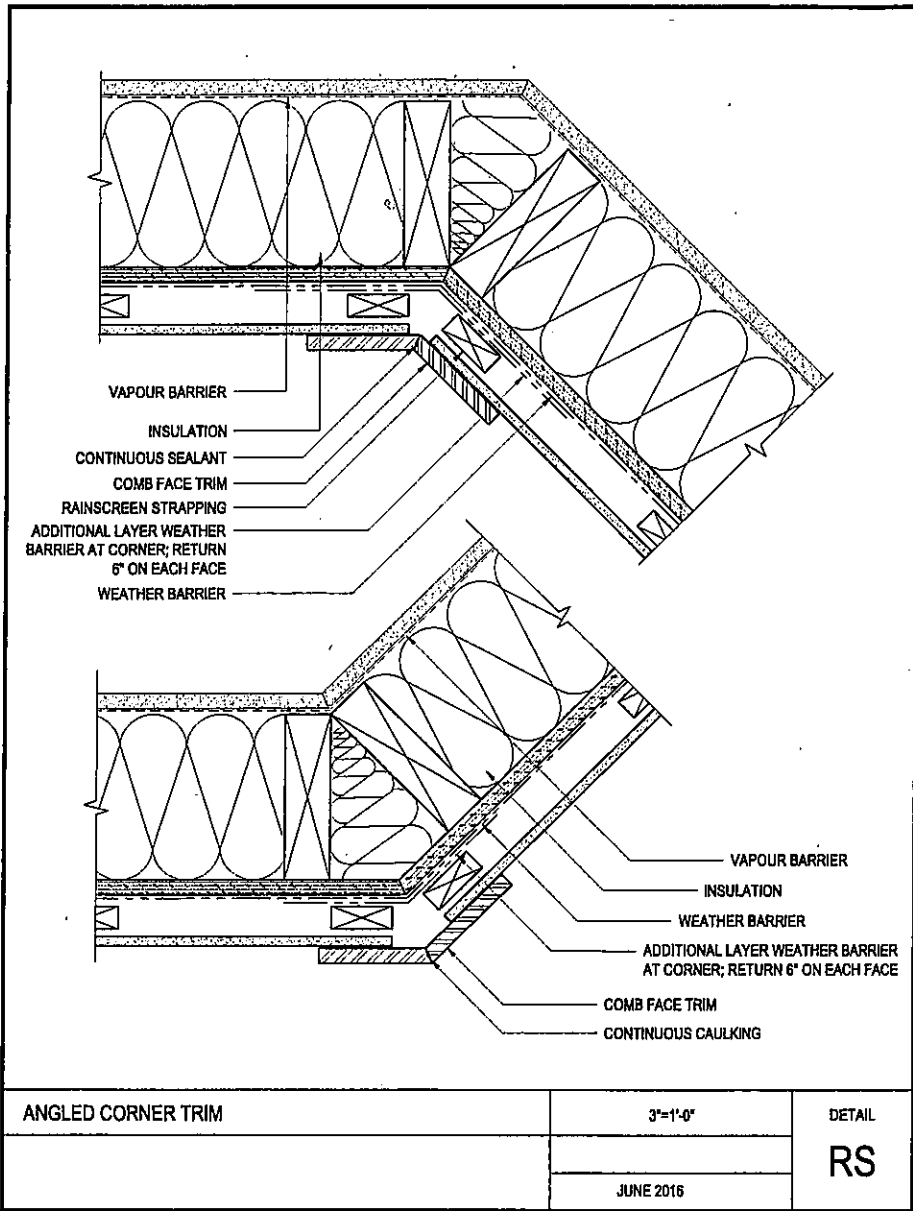 VAPOUR BARRIER
INSULATION
CONTINUOUS SEALANT
COMB FACE TRIM
RAINSCREEN STRAPPING
ADDITIONAL LAYER WEATHER
BARRIER AT CORNER; RETURN
6" ON EACH FACE
WEATHER BARRIER
VAPOUR BARRIER
INSULATION
WEATHER BARRIER
ADDITIONAL LAYER WEATHER BARRIER
AT CORNER; RETURN 6" ON EACH FACE
COMB FACE TRIM
CONTINUOUS CAULKING
ANGLED CORNER TRIM
3"=1'-0"
DETAIL
RS
JUNE 2016